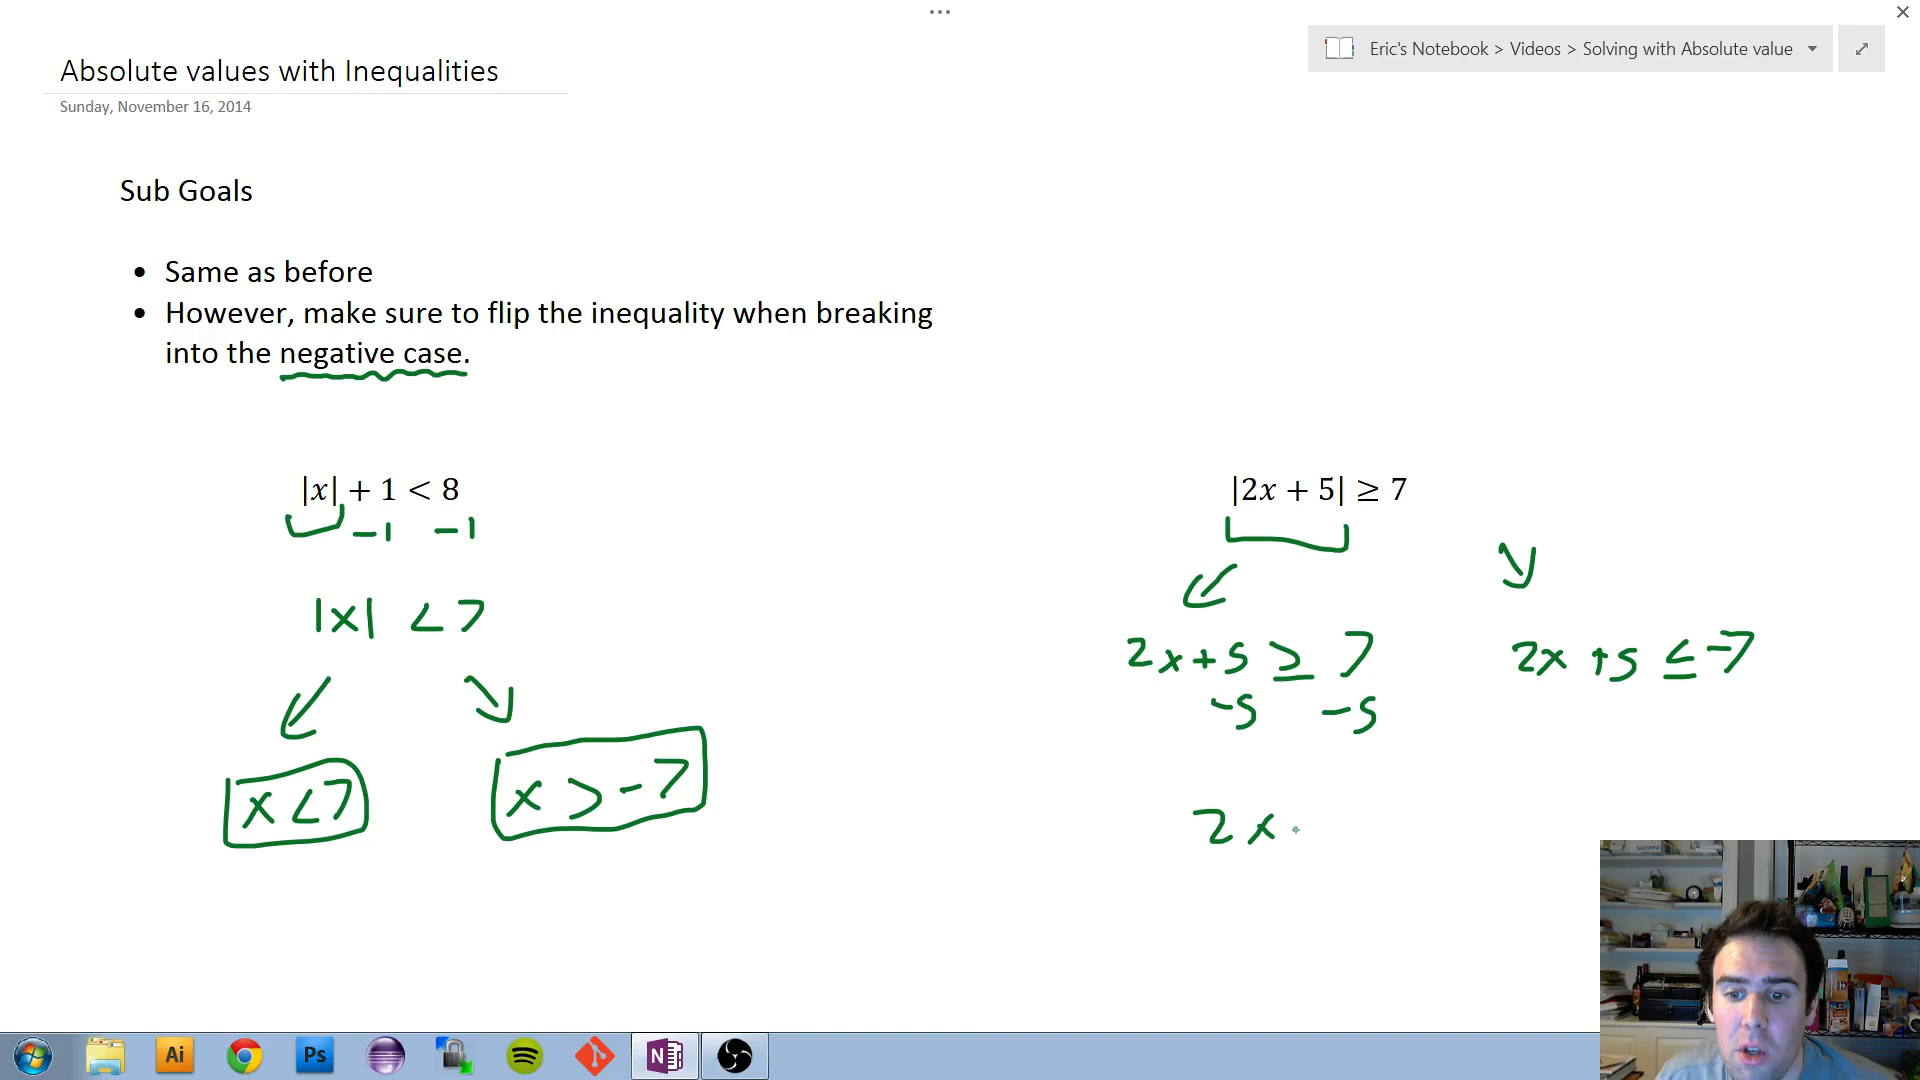 Eric's Notebook > Videos > Solving with Absolute value
Absolute values with Inequalities
Sunday, November 16, 2014
Sub Goals
• Same as before
• However, make sure to flip the inequality when breaking
into the negative case.
|x| + 1 < 8
-1 -1
|x| < 7
x < 7
x > -7
|2x + 5| ≥ 7
2x+5 ≥ 7
-5 -5
2x
2x +5 ≤ -7
Ai
Ps
N